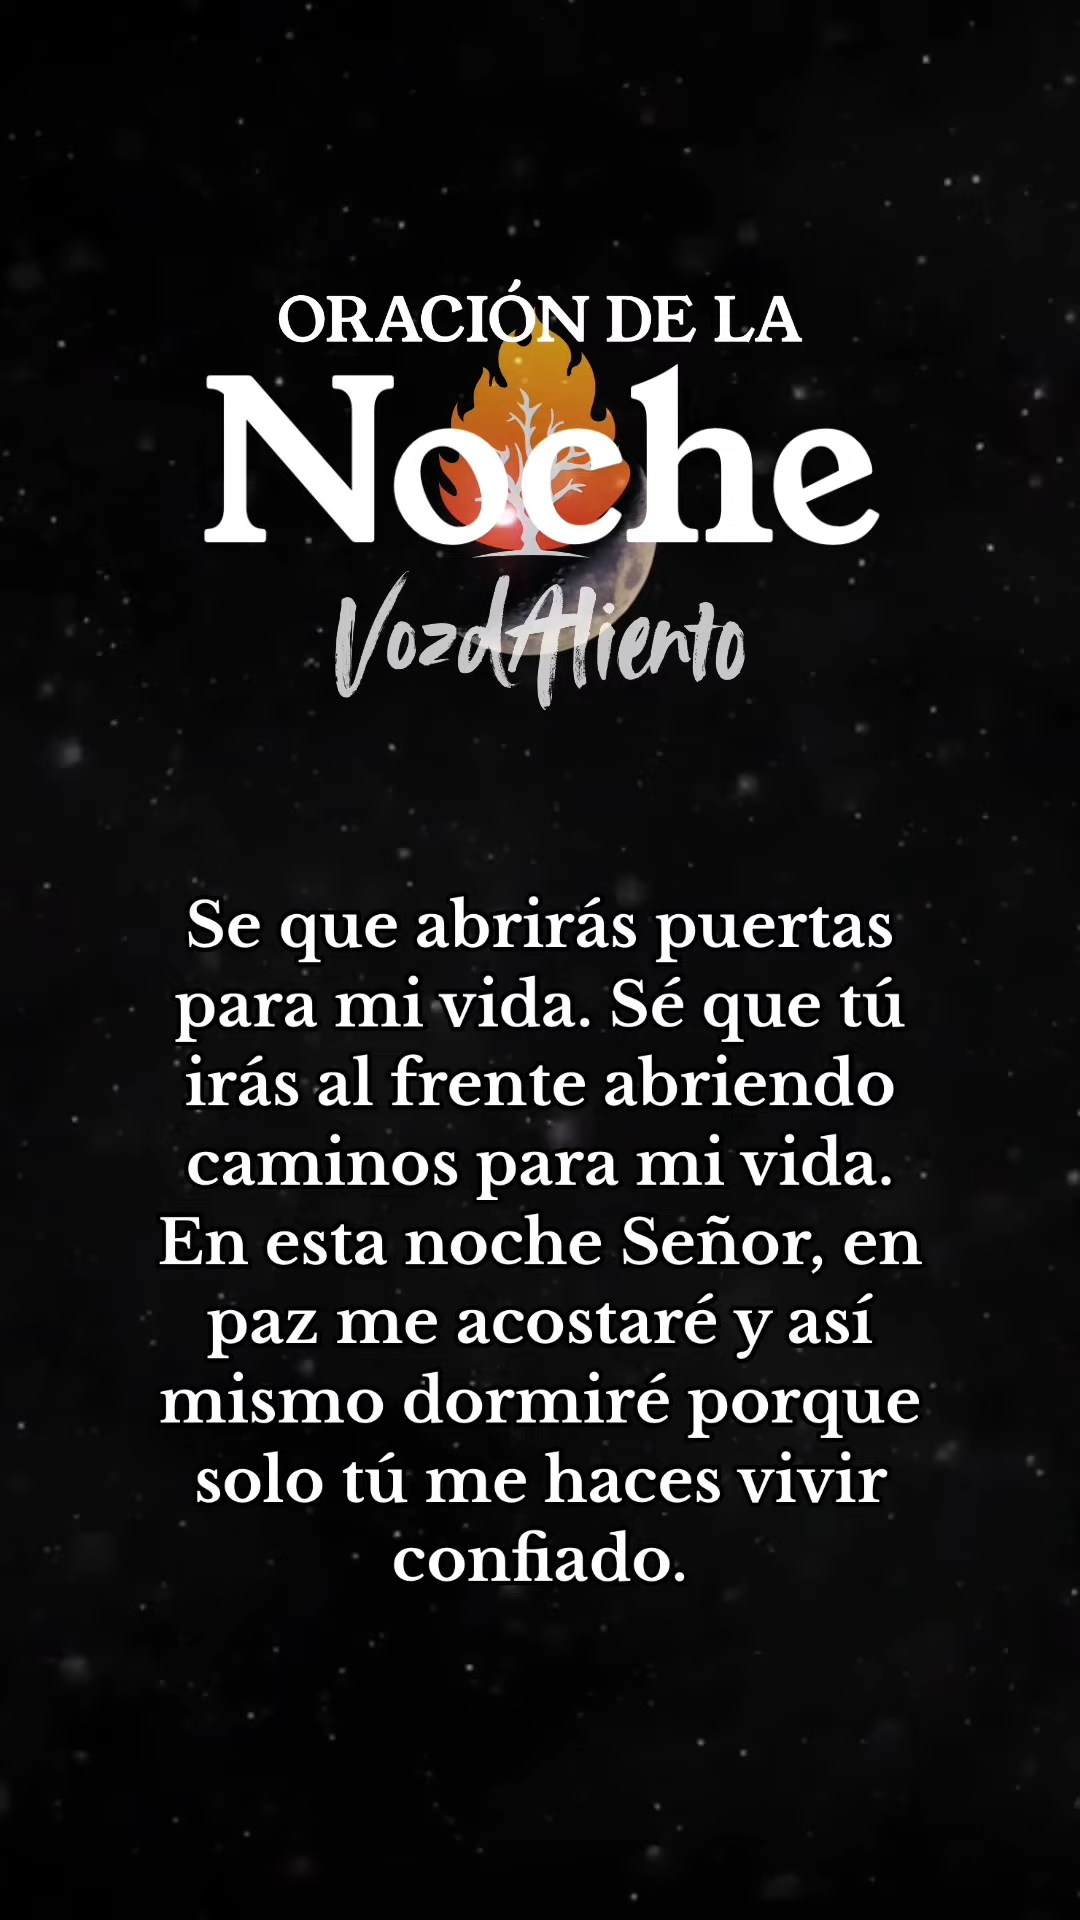 ORACIÓN DE LA
Noche
VozdAliento
Se que abrirás puertas
para mi vida. Sé que tú
irás al frente abriendo
caminos para mi vida.
En esta noche Señor, en
paz me acostaré y así
mismo dormiré porque
solo tú me haces vivir
confiado.